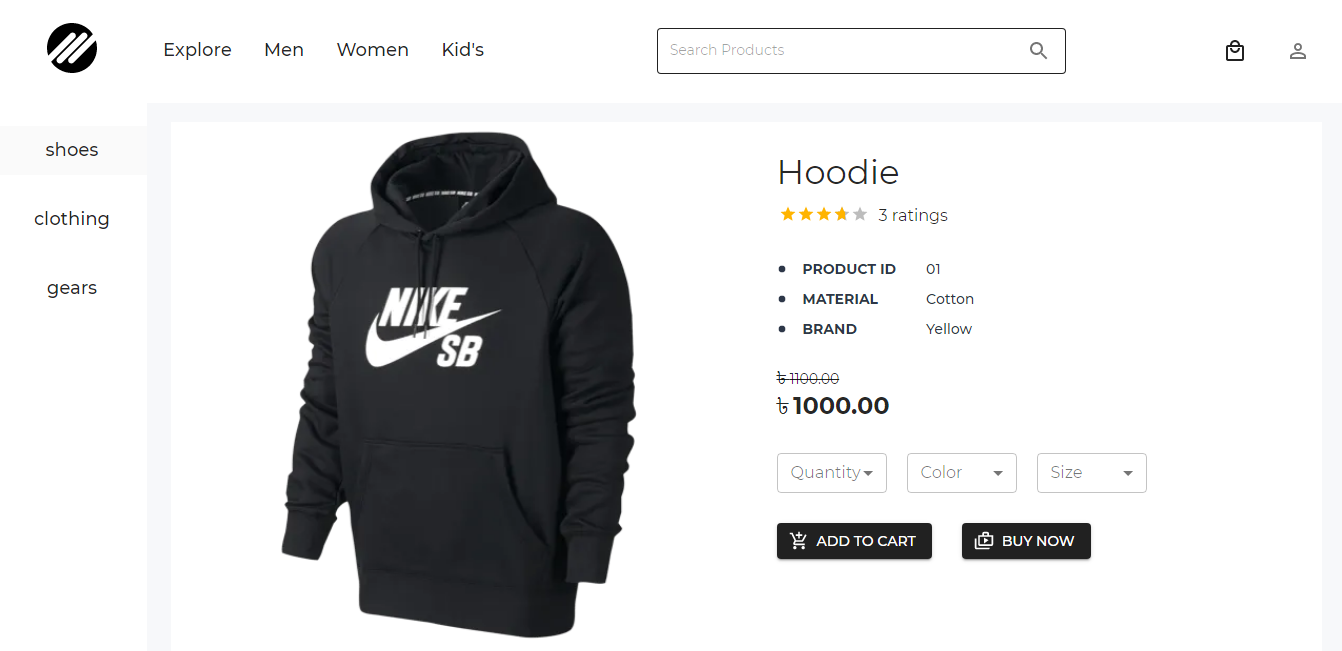 Explore Men Women Kid's
Search Products
shoes
clothing
gears
NIKE
SB
Hoodie
3 ratings
PRODUCT ID 01
MATERIAL Cotton
BRAND Yellow
৳ 1100.00
৳ 1000.00
Quantity Color Size
ADD TO CART BUY NOW